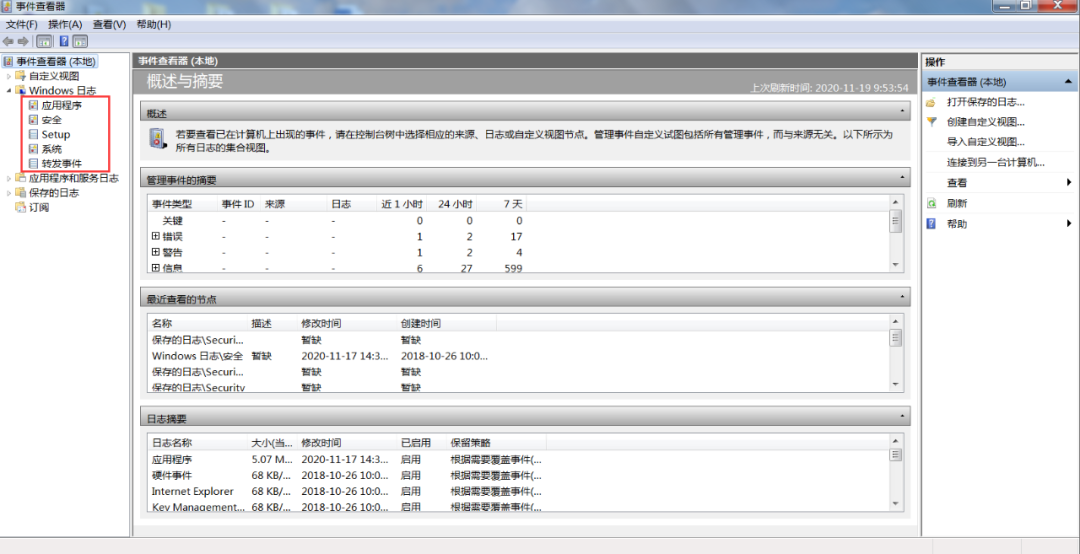 事件查看器
文件(F) 操作(A) 查看(V) 帮助(H)
事件查看器 (本地)
自定义视图
Windows 日志
应用程序
安全
Setup
系统
转发事件
应用程序和服务日志
保存的日志
订阅
事件查看器 (本地)
概述与摘要
上次刷新时间: 2020-11-19 9:53:54
概述
若要查看已在计算机上出现的事件，请在控制台树中选择相应的来源、日志或自定义视图节点。管理事件自定义试图包括所有管理事件，而与来源无关。以下所示为
所有日志的集合视图。
管理事件的摘要
事件类型 事件 ID 来源 日志 近 1 小时 24 小时 7 天
关键 - - - 0 0 0
错误 - - - 1 2 17
警告 - - - 1 2 4
信息 - - - 6 27 599
最近查看的节点
名称 描述 修改时间 创建时间
保存的日志\Securi... 暂缺 暂缺
Windows 日志\安全 暂缺 2020-11-17 14:3... 2018-10-26 10:0...
保存的日志\Securi... 暂缺 暂缺
保存的日志\Security 暂缺 暂缺
日志摘要
日志名称 大小(当... 修改时间 已启用 保留策略
应用程序 5.07 M... 2020-11-17 14:3... 启用 根据需要覆盖事件(...
硬件事件 68 KB/... 2018-10-26 10:0... 启用 根据需要覆盖事件(...
Internet Explorer 68 KB/... 2018-10-26 10:0... 启用 根据需要覆盖事件(...
Key Management... 68 KB/... 2018-10-26 10:0... 启用 根据需要覆盖事件(...
操作
事件查看器 (本地)
打开保存的日志...
创建自定义视图...
导入自定义视图...
连接到另一台计算机...
查看
刷新
帮助